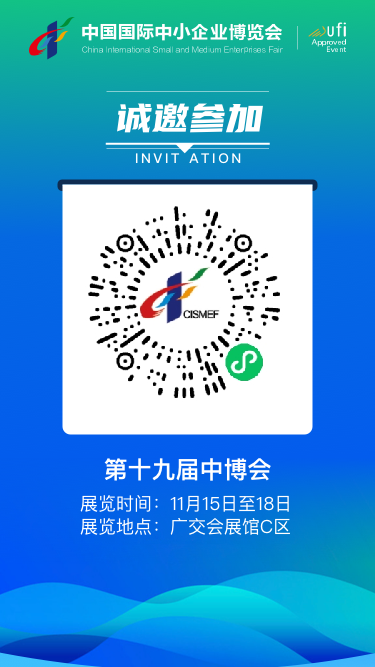 中国国际中小企业博览会
China International Small and Medium Enterprises Fair
ufi
Approved
Event
诚邀参加
INVIT ATION
CISMEF
第十九届中博会
展览时间：11月15日至18日
展览地点：广交会展馆C区